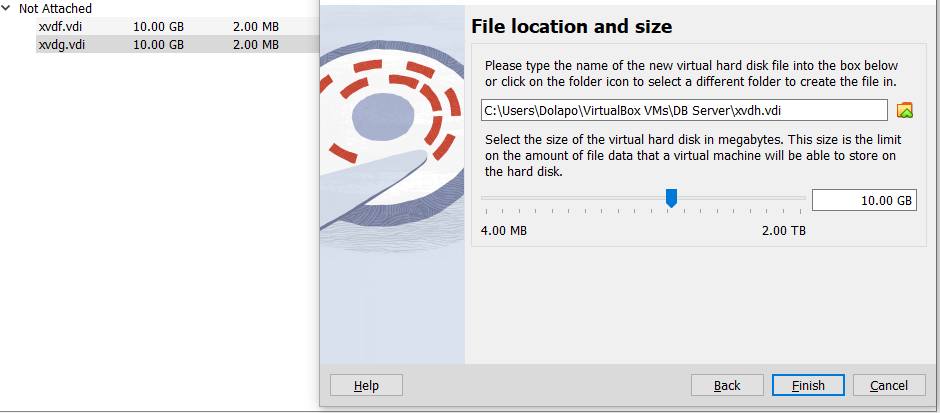 Not Attached
xvdf.vdi 10.00 GB 2.00 MB
xvdg.vdi 10.00 GB 2.00 MB
File location and size
Please type the name of the new virtual hard disk file into the box below
or click on the folder icon to select a different folder to create the file in.
C:\Users\Dolapo\VirtualBox VMs\DB Server\xvdh.vdi
Select the size of the virtual hard disk in megabytes. This size is the limit
on the amount of file data that a virtual machine will be able to store on
the hard disk.
10.00 GB
4.00 MB 2.00 TB
Help Back Finish Cancel